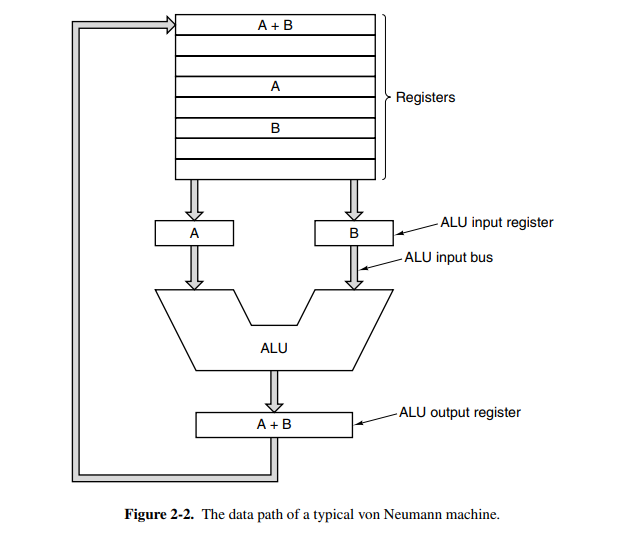 A + B
A
Registers
B
A
B
ALU input register
ALU input bus
ALU
A + B
ALU output register
Figure 2-2. The data path of a typical von Neumann machine.